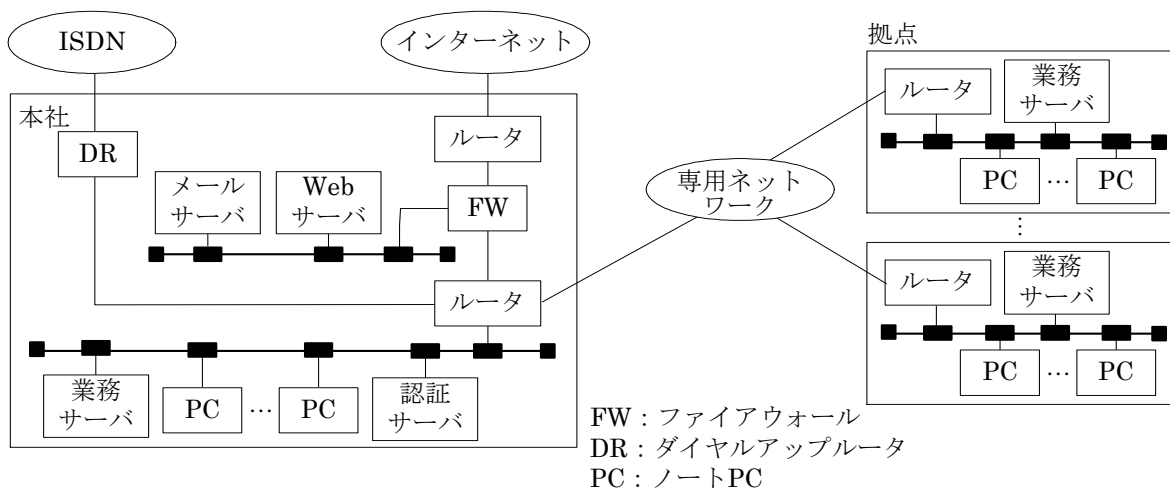 ISDN
インターネット
本社
DR
ルータ
メール
サーバ
Web
サーバ
FW
ルータ
業務
サーバ
PC
…
PC
認証
サーバ
専用ネット
ワーク
拠点
ルータ
業務
サーバ
PC
…
PC
⋮
ルータ
業務
サーバ
PC
…
PC
FW：ファイアウォール
DR：ダイヤルアップルータ
PC：ノートPC